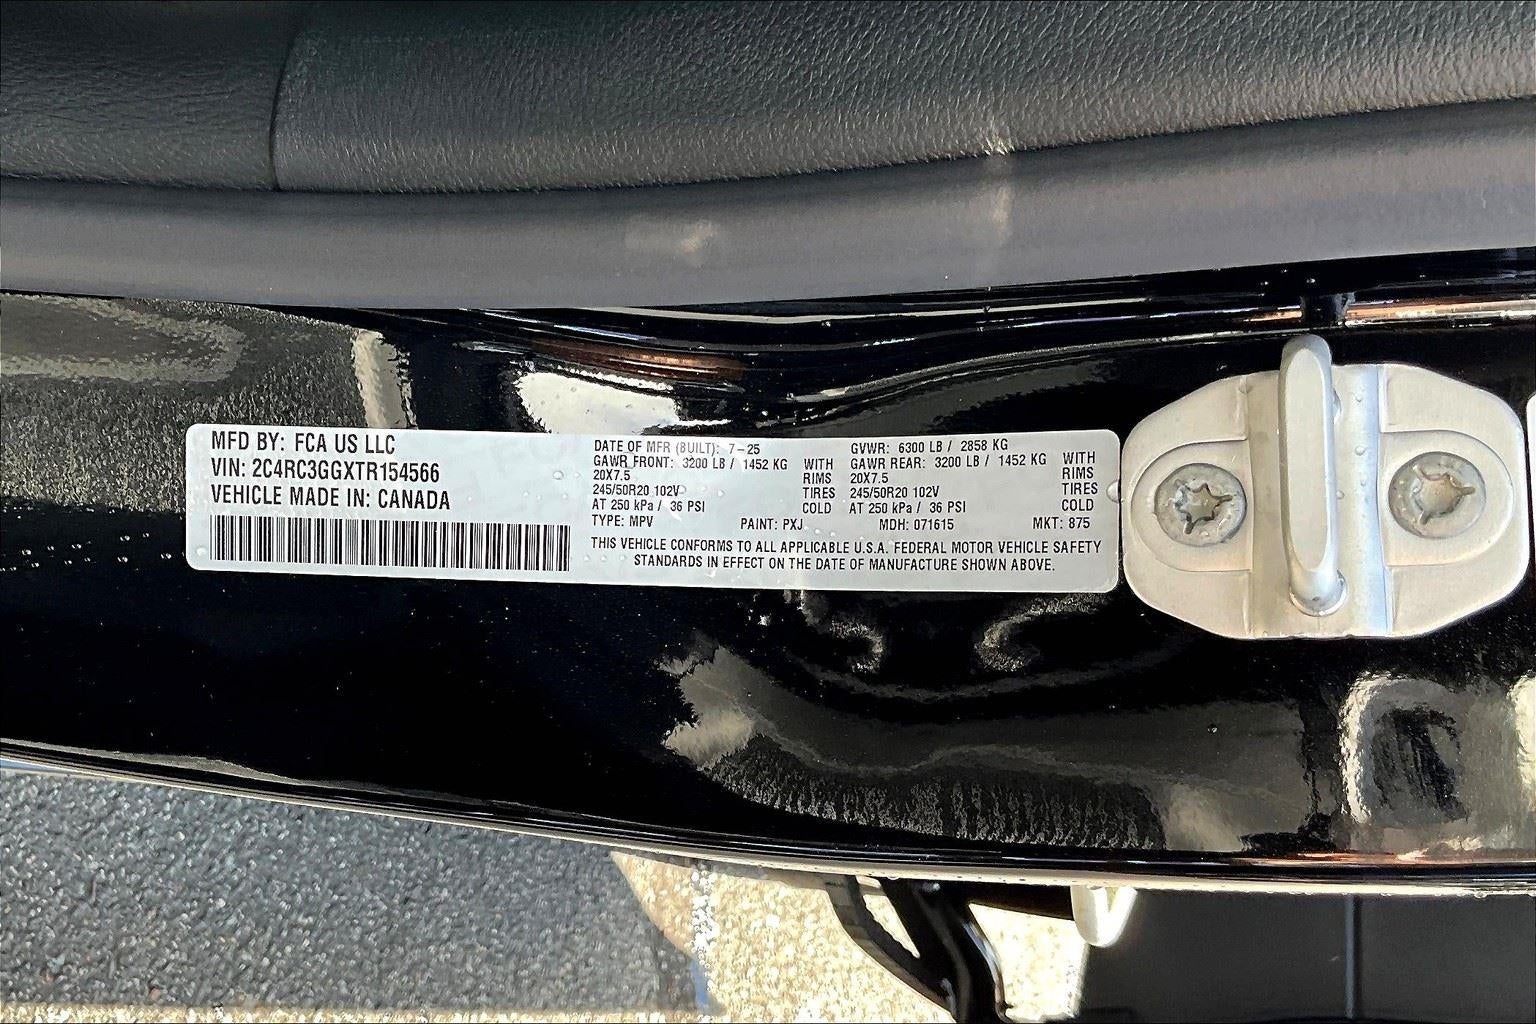 MFD BY: FCA US LLC
VIN: 2C4RC3GGXTR154566
VEHICLE MADE IN: CANADA
DATE OF MFR (BUILT): 7-25
GAWR FRONT: 3200 LB / 1452 KG WITH
20X7.5 RIMS
245/50R20 102V TIRES
AT 250 kPa / 36 PSI COLD
TYPE: MPV PAINT: PXJ
GVWR: 6300 LB / 2858 KG
GAWR REAR: 3200 LB / 1452 KG WITH
20X7.5 RIMS
245/50R20 102V TIRES
AT 250 kPa / 36 PSI COLD
MDH: 071615 MKT: 875
THIS VEHICLE CONFORMS TO ALL APPLICABLE U.S.A. FEDERAL MOTOR VEHICLE SAFETY
STANDARDS IN EFFECT ON THE DATE OF MANUFACTURE SHOWN ABOVE.